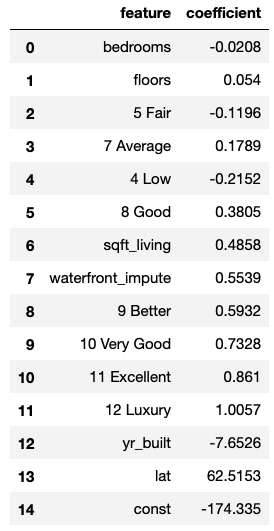 feature coefficient
0 bedrooms -0.0208
1 floors 0.054
2 5 Fair -0.1196
3 7 Average 0.1789
4 4 Low -0.2152
5 8 Good 0.3805
6 sqft_living 0.4858
7 waterfront_impute 0.5539
8 9 Better 0.5932
9 10 Very Good 0.7328
10 11 Excellent 0.861
11 12 Luxury 1.0057
12 yr_built -7.6526
13 lat 62.5153
14 const -174.335